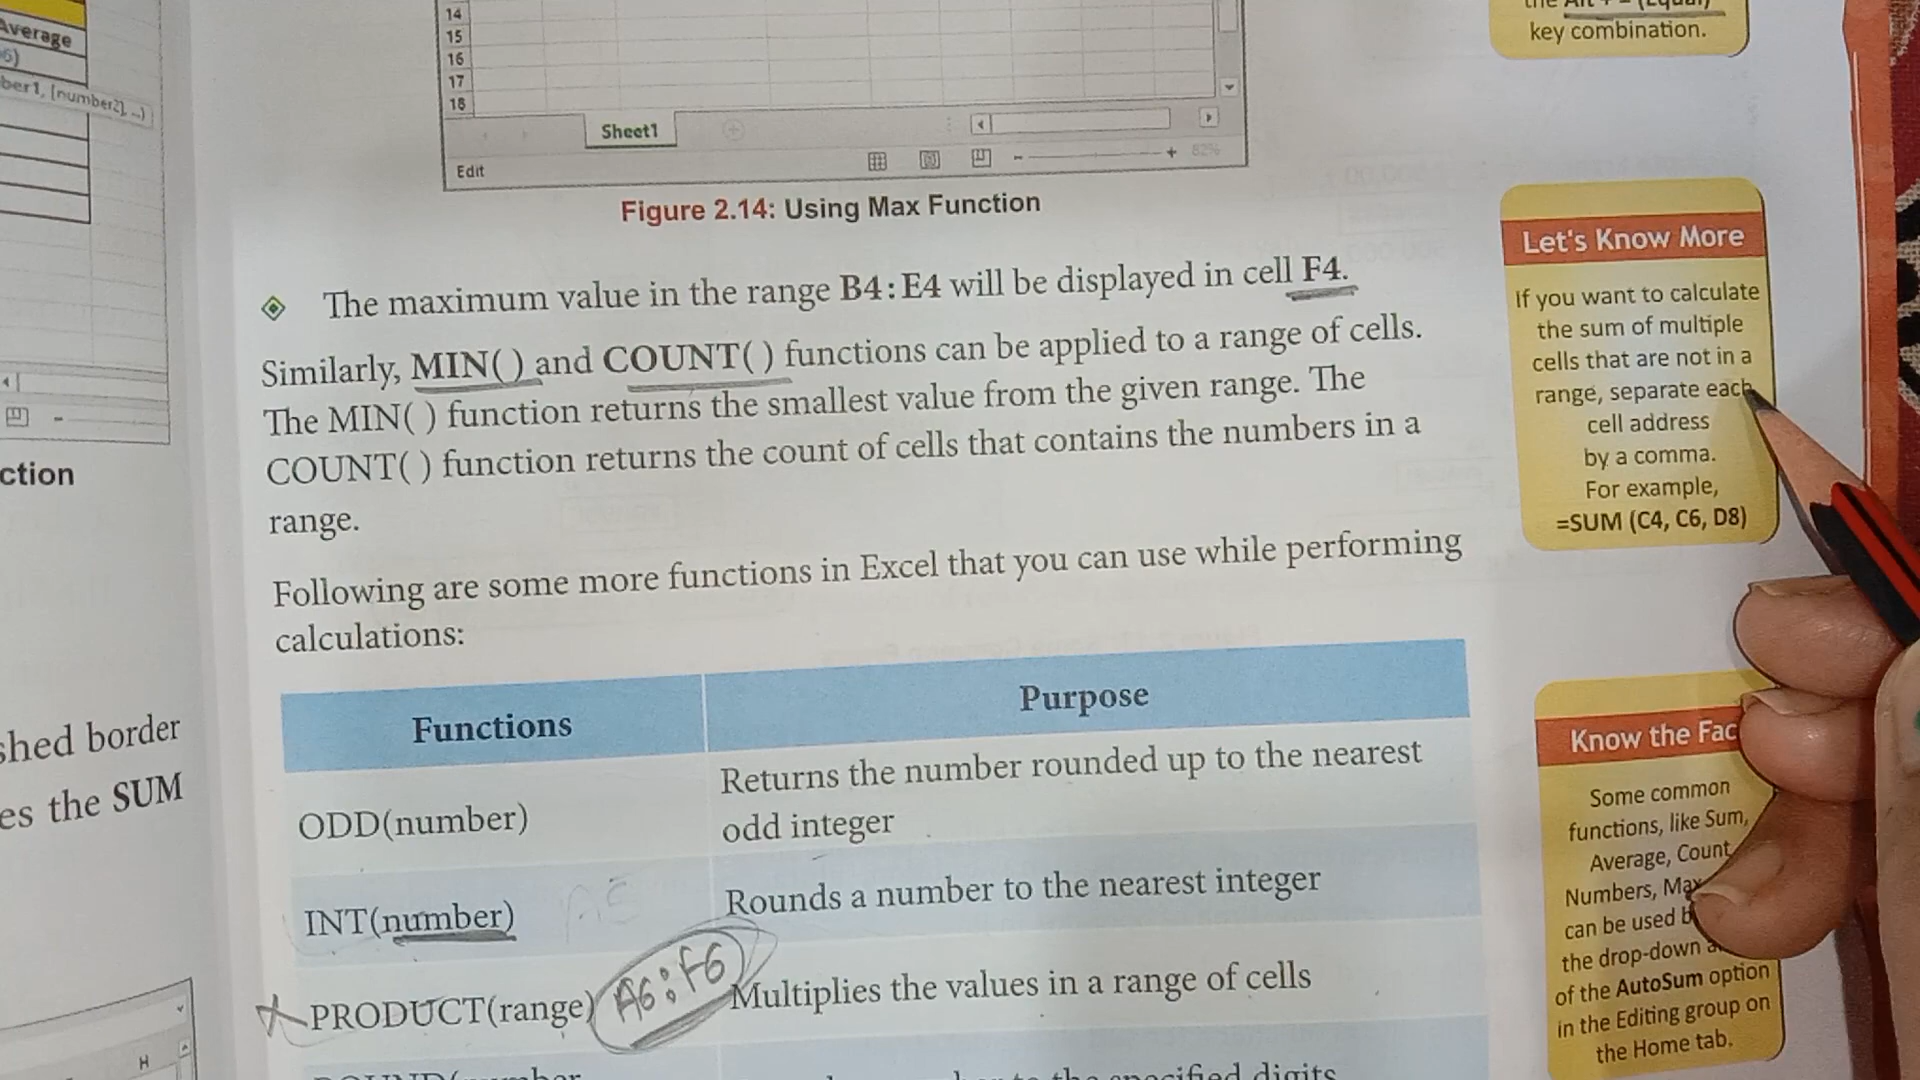 Average
6)
ber1, [number2], ...)
ction
shed border
es the SUM
H
14
15
16
17
18
Sheet1
Edit
82%
Figure 2.14: Using Max Function
The maximum value in the range B4:E4 will be displayed in cell F4.
Similarly, MIN( ) and COUNT( ) functions can be applied to a range of cells.
The MIN( ) function returns the smallest value from the given range. The
COUNT( ) function returns the count of cells that contains the numbers in a
range.
Following are some more functions in Excel that you can use while performing
calculations:
Functions
Purpose
ODD(number)
Returns the number rounded up to the nearest
odd integer
INT(number)
Rounds a number to the nearest integer
PRODUCT(range)
A6:F6
Multiplies the values in a range of cells
the specified digits
the Alt + = (Equal)
key combination.
Let's Know More
If you want to calculate
the sum of multiple
cells that are not in a
range, separate each
cell address
by a comma.
For example,
=SUM (C4, C6, D8)
Know the Fac
Some common
functions, like Sum,
Average, Count
Numbers, Max
can be used
the drop-down
of the AutoSum option
in the Editing group on
the Home tab.